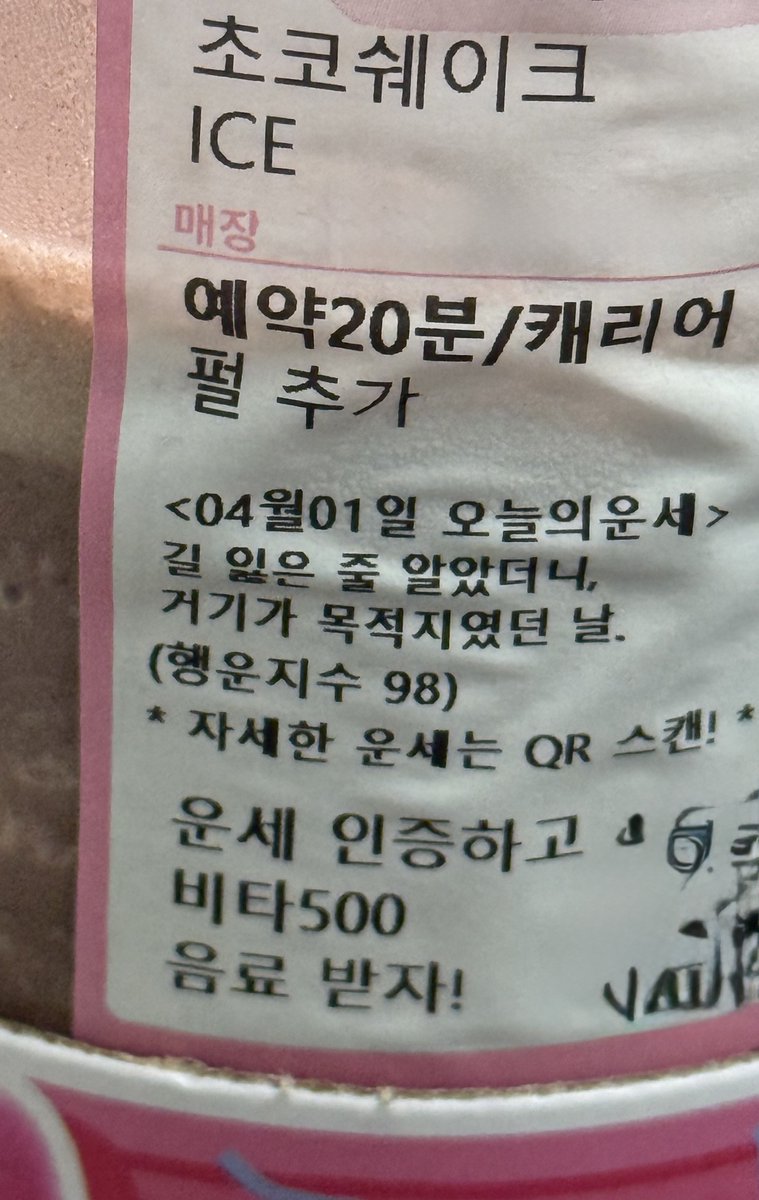 초코쉐이크
ICE
매장
예약20분/캐리어
펄 추가
<04월01일 오늘의운세>
길 잃은 줄 알았더니,
거기가 목적지였던 날.
(행운지수 98)
* 자세한 운세는 QR 스캔! *
운세 인증하고
비타500
음료 받자!